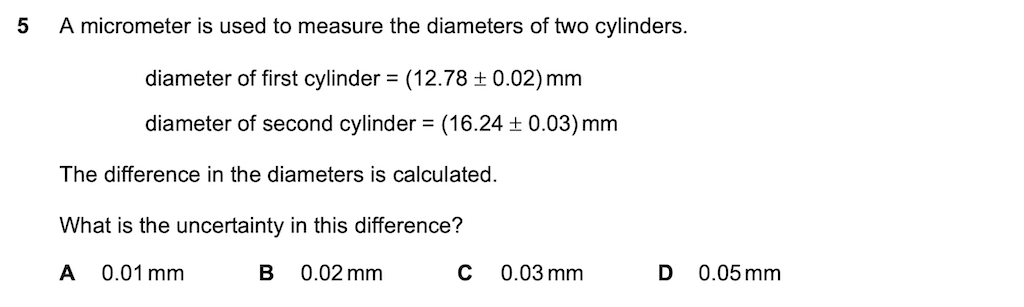 5 A micrometer is used to measure the diameters of two cylinders.
diameter of first cylinder = (12.78 ± 0.02) mm
diameter of second cylinder = (16.24 ± 0.03) mm
The difference in the diameters is calculated.
What is the uncertainty in this difference?
A 0.01 mm B 0.02 mm C 0.03 mm D 0.05 mm